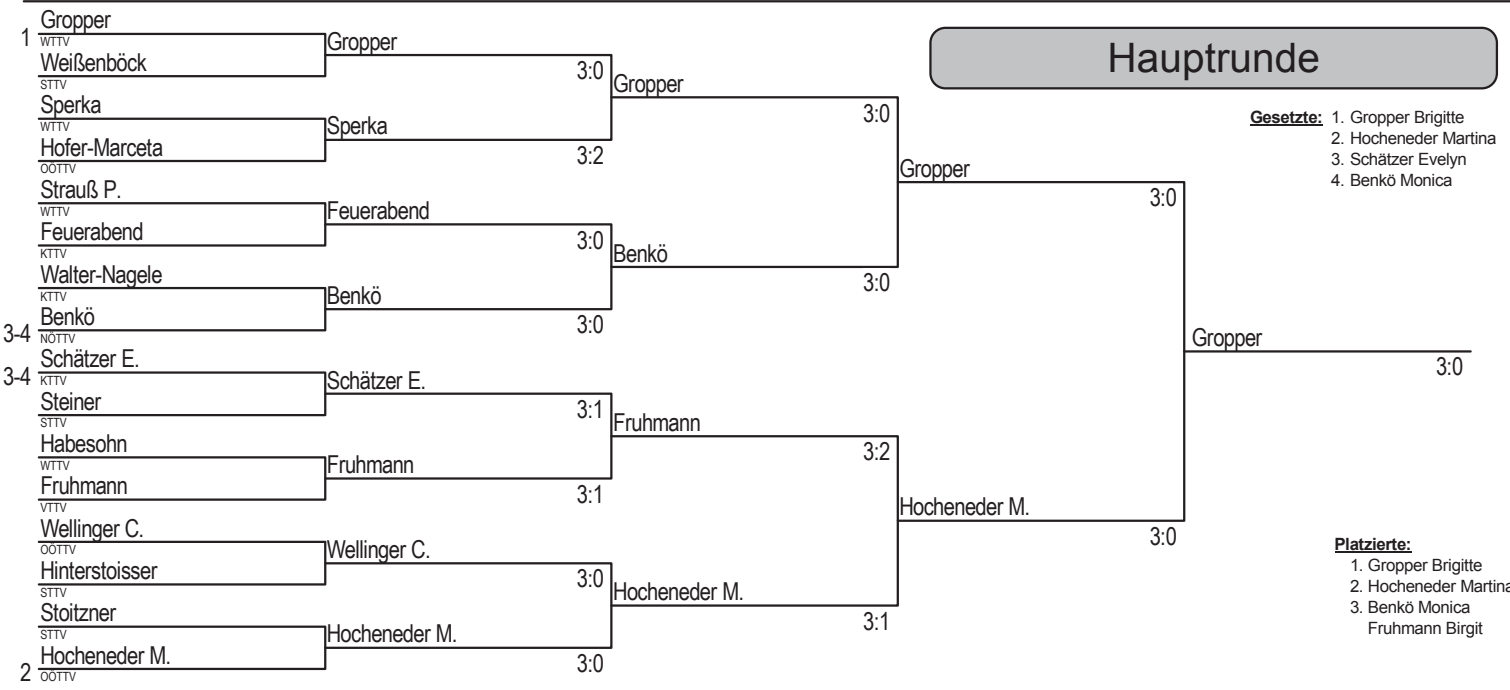 Hauptrunde
Gesetzte: 1. Gropper Brigitte
2. Hocheneder Martina
3. Schätzer Evelyn
4. Benkö Monica
1 Gropper
WTTV
Weißenböck
STTV
Sperka
WTTV
Hofer-Marceta
OÖTTV
Strauß P.
WTTV
Feuerabend
KTTV
Walter-Nagele
KTTV
3-4 Benkö
NÖTTV
3-4 Schätzer E.
KTTV
Steiner
STTV
Habesohn
WTTV
Fruhmann
VTTV
Wellinger C.
OÖTTV
Hinterstoisser
STTV
Stoitzner
STTV
2 Hocheneder M.
OÖTTV
Gropper
3:0
Sperka
3:2
Feuerabend
3:0
Benkö
3:0
Schätzer E.
3:1
Fruhmann
3:1
Wellinger C.
3:0
Hocheneder M.
3:0
Gropper
3:0
Benkö
3:0
Fruhmann
3:2
Hocheneder M.
3:1
Gropper
3:0
Hocheneder M.
3:0
Gropper
3:0
Platzierte:
1. Gropper Brigitte
2. Hocheneder Martina
3. Benkö Monica
Fruhmann Birgit